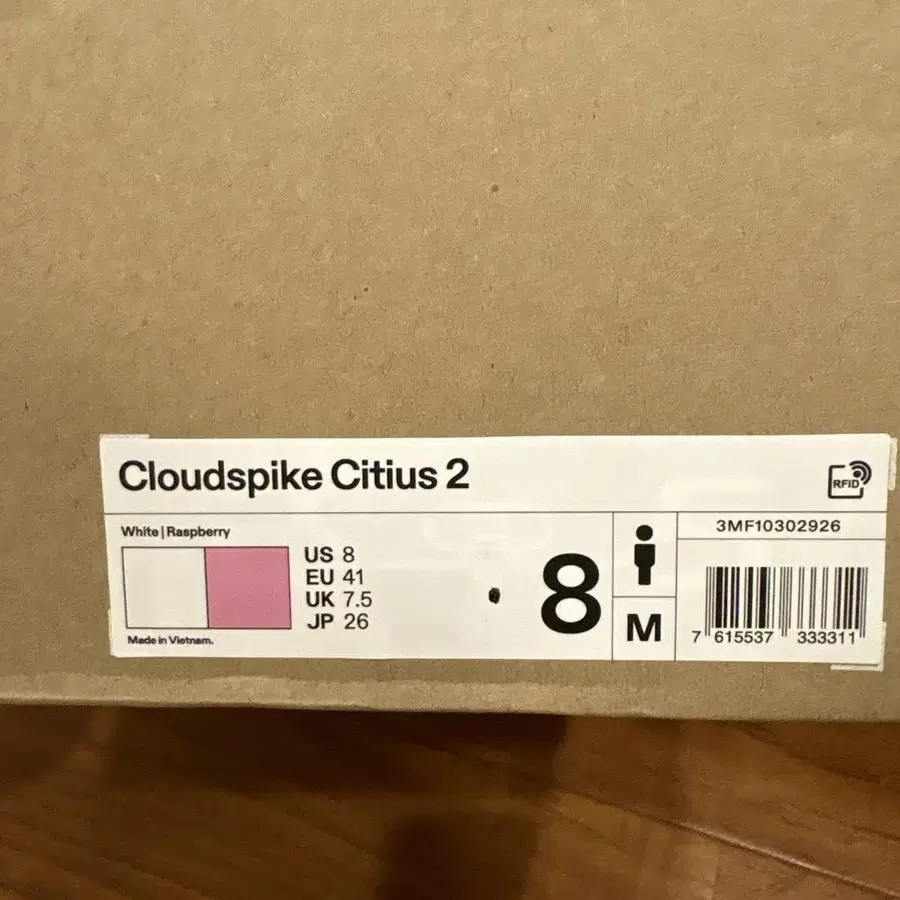 Cloudspike Citius 2
RFID
White | Raspberry
US 8
EU 41
UK 7.5
JP 26
Made in Vietnam.
8
M
3MF10302926
7 615537 333311